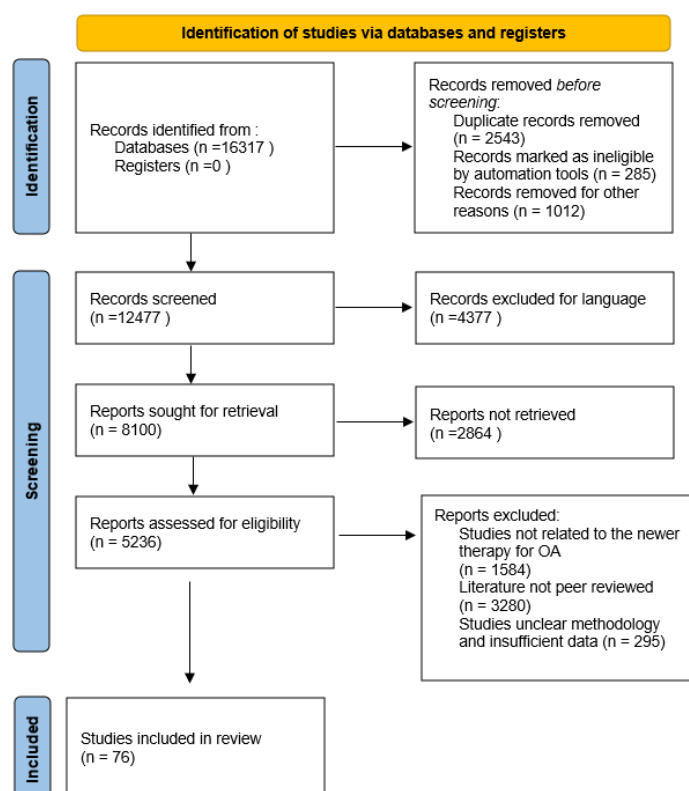 Identification of studies via databases and registers
Identification
Records identified from :
Databases (n =16317 )
Registers (n =0 )
Records removed before
screening:
Duplicate records removed
(n = 2543)
Records marked as ineligible
by automation tools (n = 285)
Records removed for other
reasons (n = 1012)
Screening
Records screened
(n =12477 )
Records excluded for language
(n =4377 )
Reports sought for retrieval
(n = 8100)
Reports not retrieved
(n =2864 )
Reports assessed for eligibility
(n = 5236)
Reports excluded:
Studies not related to the newer
therapy for OA
(n = 1584)
Literature not peer reviewed
(n = 3280)
Studies unclear methodology
and insufficient data (n = 295)
Included
Studies included in review
(n = 76)